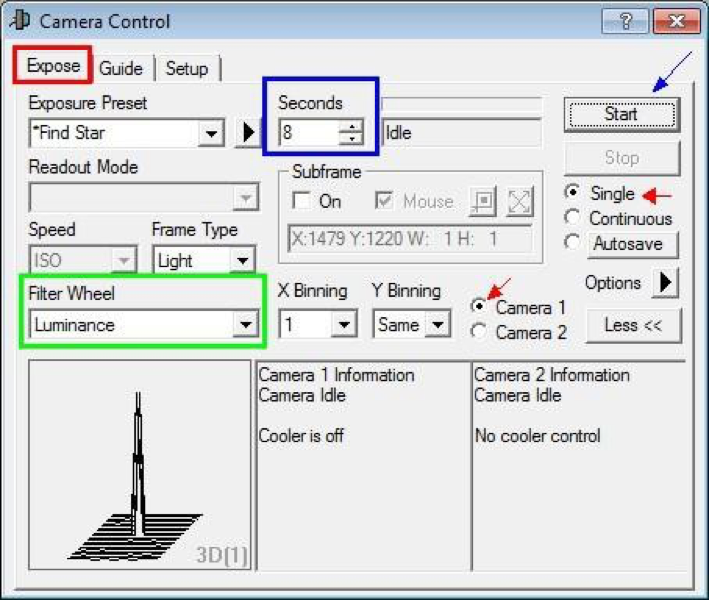 Camera Control
Expose Guide Setup
Exposure Preset
*Find Star
Seconds
8
Idle
Start
Stop
Readout Mode
Subframe
On Mouse
X:1479 Y:1220 W: 1 H: 1
Single
Continuous
Autosave
Speed Frame Type
ISO Light
Options
Filter Wheel
Luminance
X Binning Y Binning
1 Same
Camera 1
Camera 2
Less <<
3D(1)
Camera 1 Information
Camera Idle
Cooler is off
Camera 2 Information
Camera Idle
No cooler control